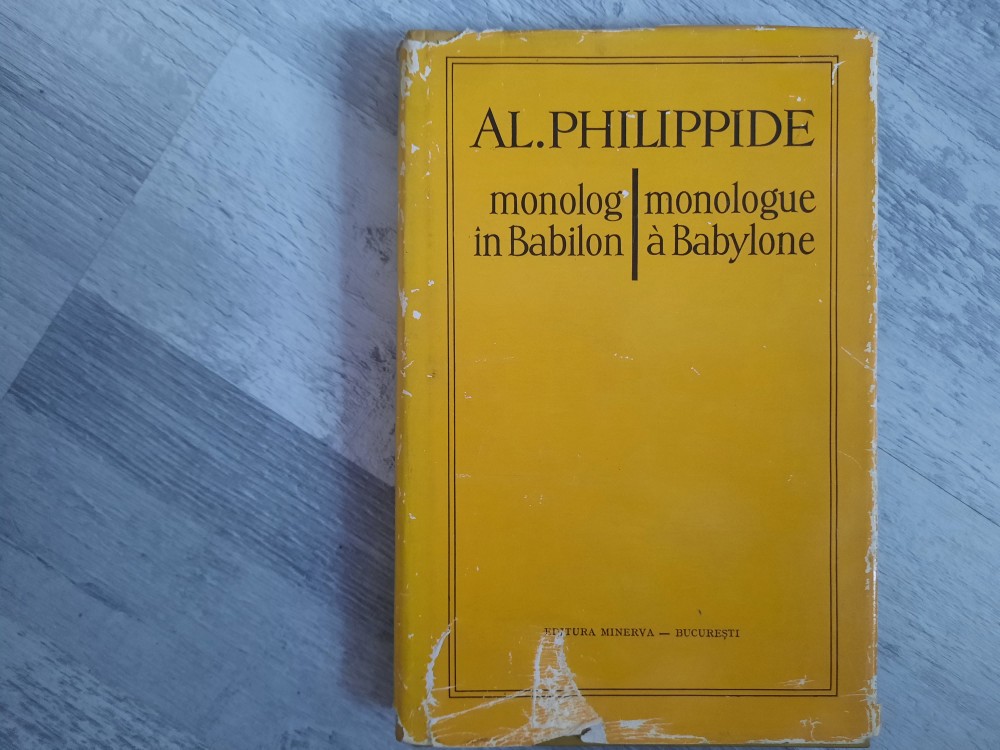 AL. PHILIPPIDE
monolog
in Babilon
monologue
à Babylone
EDITURA MINERVA — BUCUREȘTI